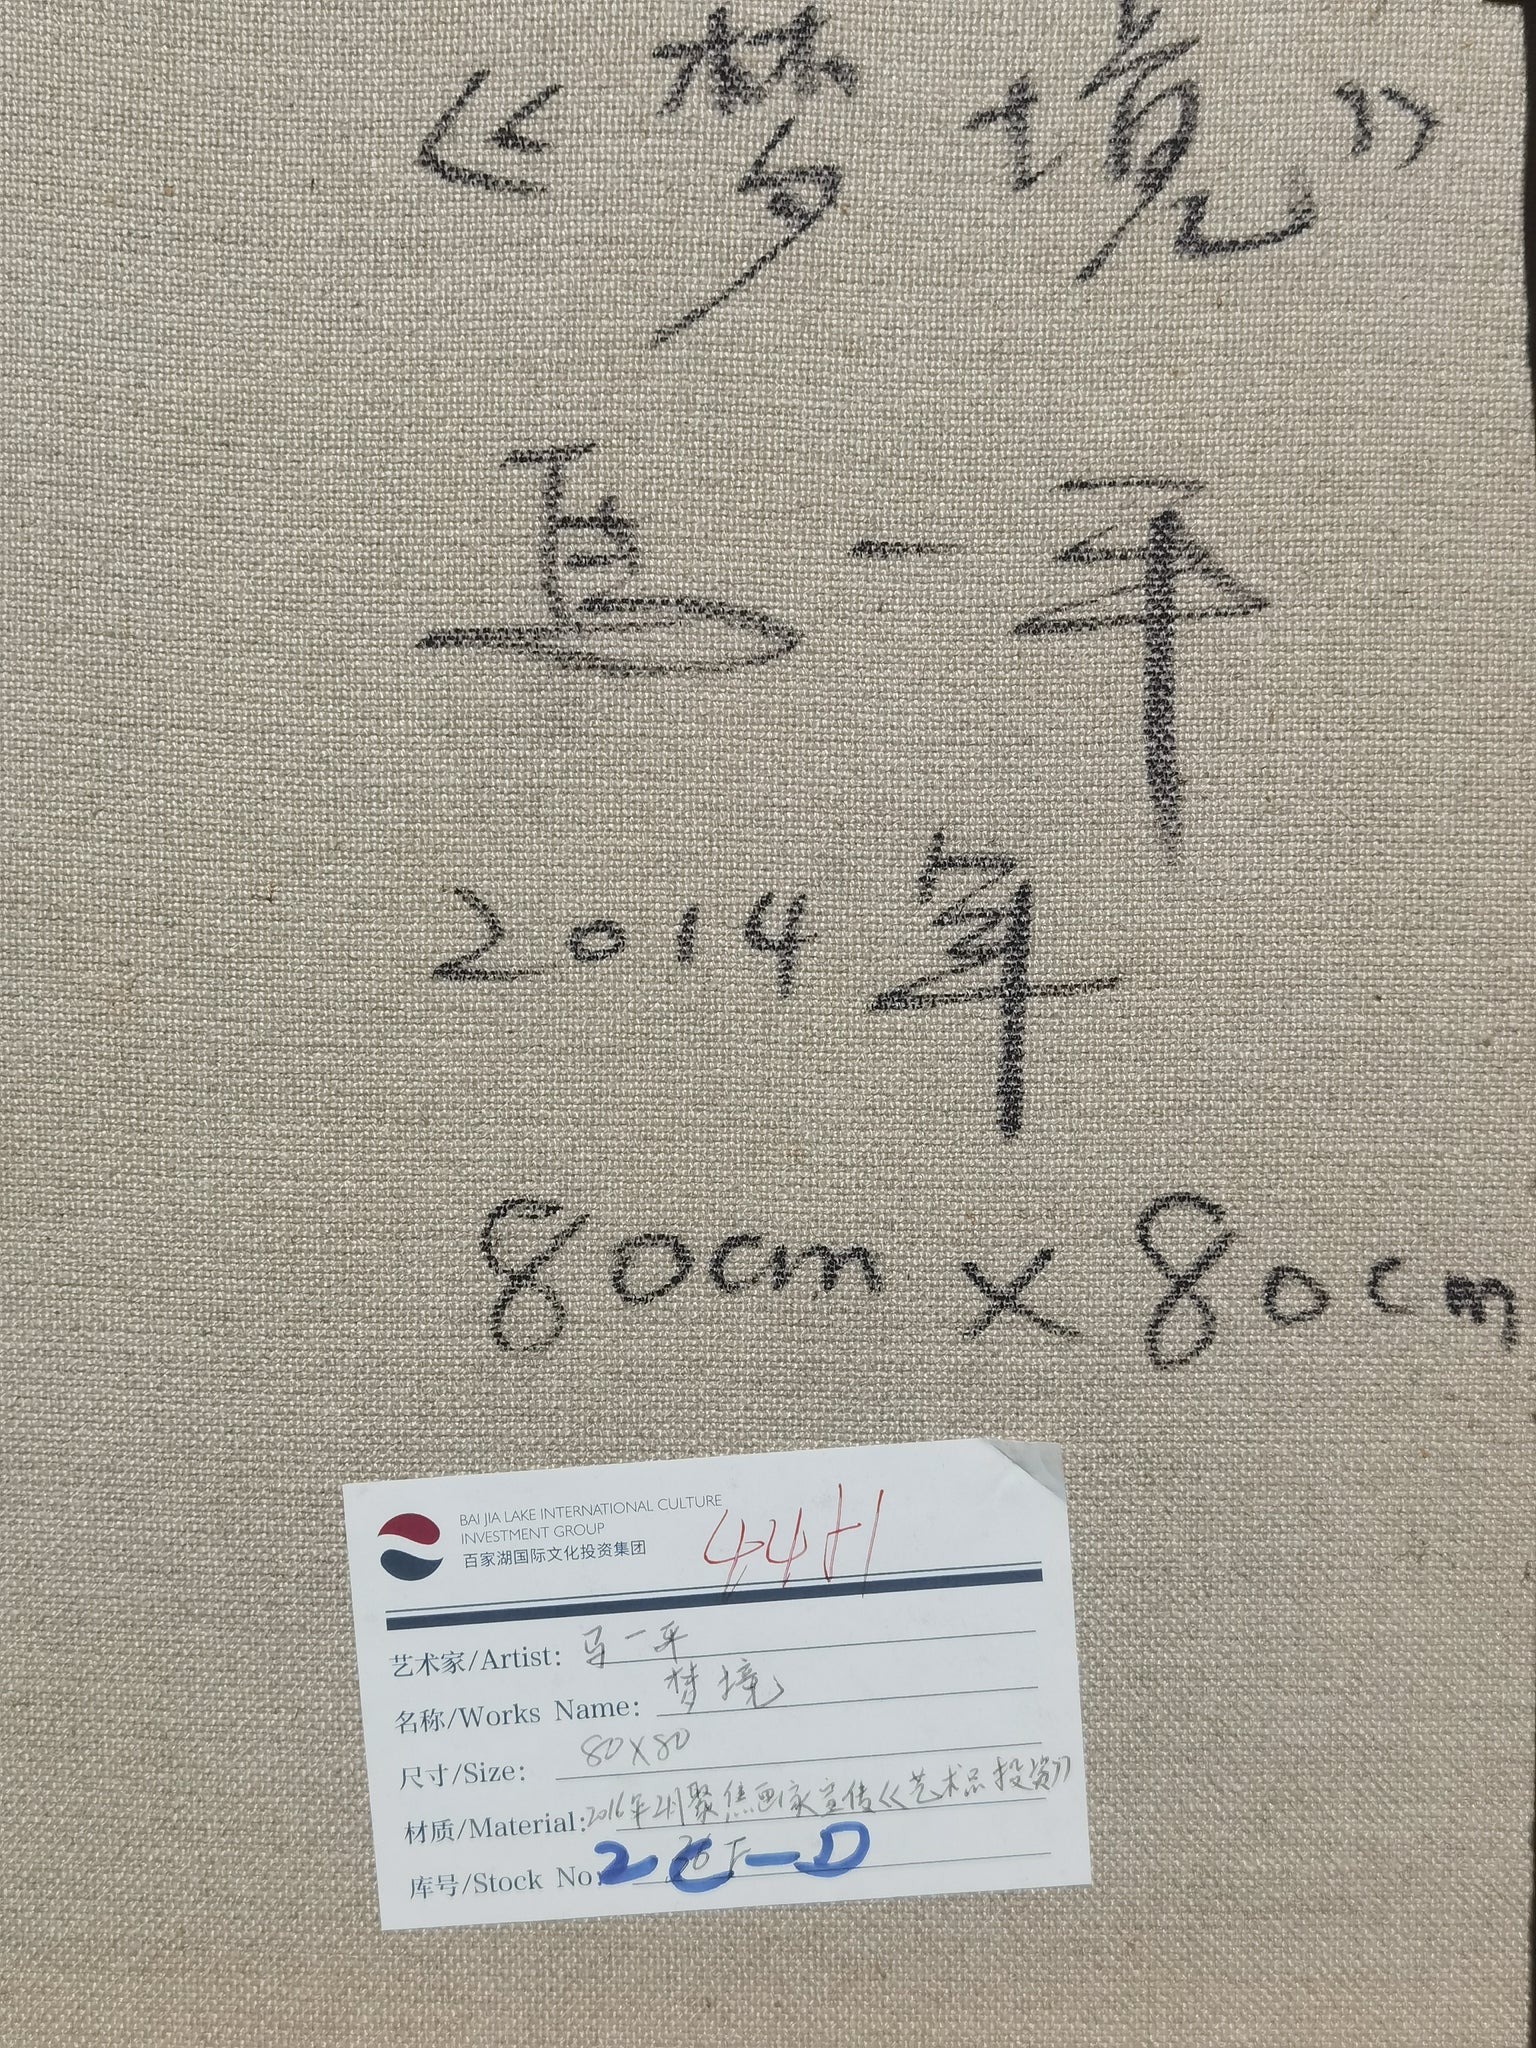 《梦境》
马一平
2014年
80cm x 80cm
BAI JIA LAKE INTERNATIONAL CULTURE
INVESTMENT GROUP
百家湖国际文化投资集团
艺术家/Artist: 马一平
名称/Works Name: 梦境
尺寸/Size: 80X80
材质/Material: 2016年2月聚焦画家宣传《艺术品投资》
库号/Stock No: 2 -D